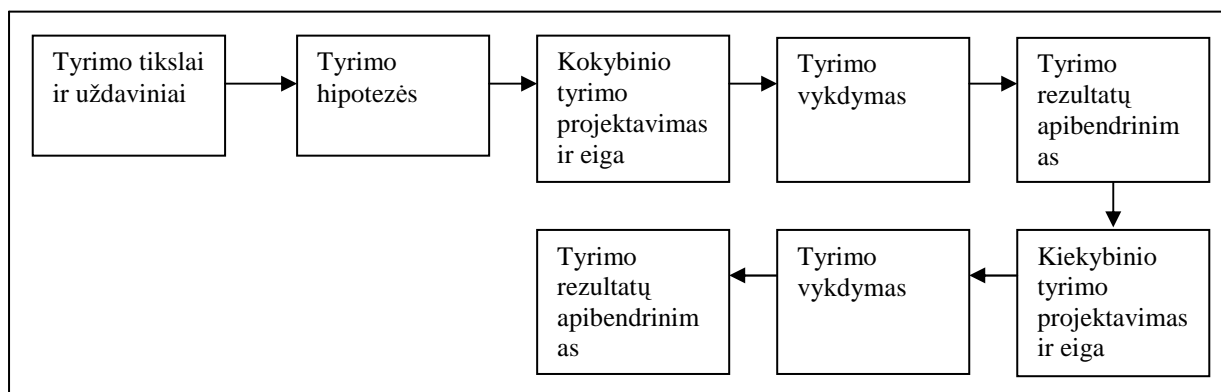 Tyrimo tikslai
ir uždaviniai
Tyrimo
hipotezės
Kokybinio
tyrimo
projektavimas
ir eiga
Tyrimo
vykdymas
Tyrimo
rezultatų
apibendrinim
as
Kiekybinio
tyrimo
projektavimas
ir eiga
Tyrimo
vykdymas
Tyrimo
rezultatų
apibendrinim
as